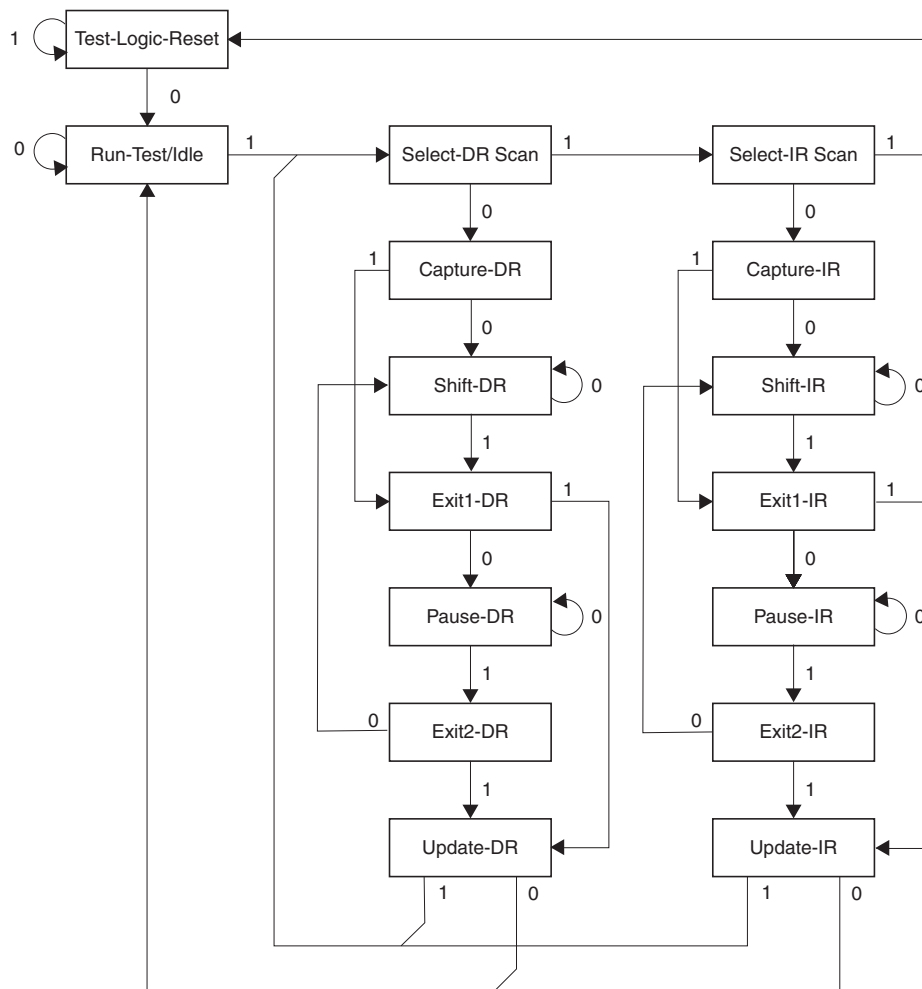 1 Test-Logic-Reset
0
0 Run-Test/Idle 1 Select-DR Scan 1 Select-IR Scan 1
0 0
1 Capture-DR 1 Capture-IR
0 0
Shift-DR 0 Shift-IR 0
1 1
Exit1-DR 1 Exit1-IR 1
0 0
Pause-DR 0 Pause-IR 0
1 1
0 Exit2-DR 0 Exit2-IR
1 1
Update-DR Update-IR
1 0 1 0